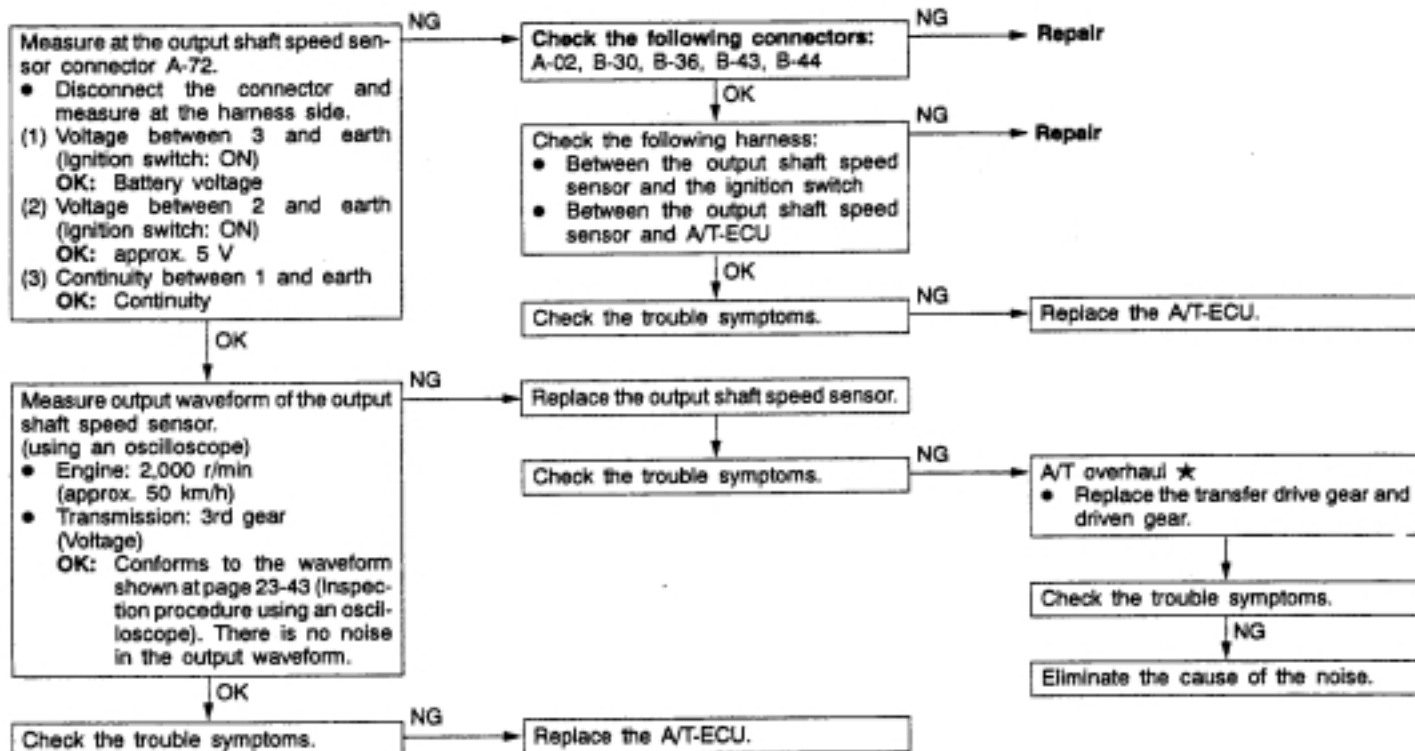 Measure at the output shaft speed sen-
sor connector A-72.
● Disconnect the connector and
measure at the harness side.
(1) Voltage between 3 and earth
(Ignition switch: ON)
OK: Battery voltage
(2) Voltage between 2 and earth
(Ignition switch: ON)
OK: approx. 5 V
(3) Continuity between 1 and earth
OK: Continuity
NG
Check the following connectors:
A-02, B-30, B-36, B-43, B-44
NG
Repair
OK
Check the following harness:
● Between the output shaft speed
sensor and the ignition switch
● Between the output shaft speed
sensor and A/T-ECU
NG
Repair
OK
Check the trouble symptoms.
NG
Replace the A/T-ECU.
OK
Measure output waveform of the output
shaft speed sensor.
(using an oscilloscope)
● Engine: 2,000 r/min
(approx. 50 km/h)
● Transmission: 3rd gear
(Voltage)
OK: Conforms to the waveform
shown at page 23-43 (Inspec-
tion procedure using an oscil-
loscope). There is no noise
in the output waveform.
NG
Replace the output shaft speed sensor.
Check the trouble symptoms.
NG
A/T overhaul ★
● Replace the transfer drive gear and
driven gear.
Check the trouble symptoms.
NG
Eliminate the cause of the noise.
OK
Check the trouble symptoms.
NG
Replace the A/T-ECU.